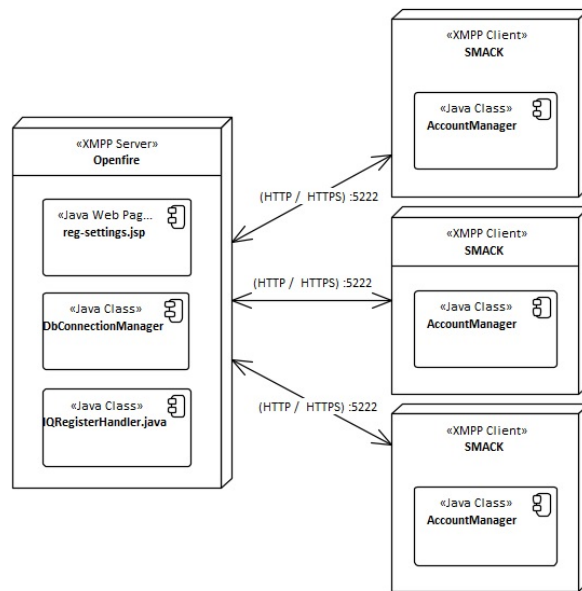 «XMPP Client»
SMACK
«Java Class»
AccountManager
«XMPP Server»
Openfire
(HTTP / HTTPS) :5222
«Java Web Pag...
reg-settings.jsp
«XMPP Client»
SMACK
(HTTP / HTTPS) :5222
«Java Class»
DbConnectionManager
«Java Class»
AccountManager
«Java Class»
IQRegisterHandler.java
(HTTP / HTTPS) :5222
«XMPP Client»
SMACK
«Java Class»
AccountManager